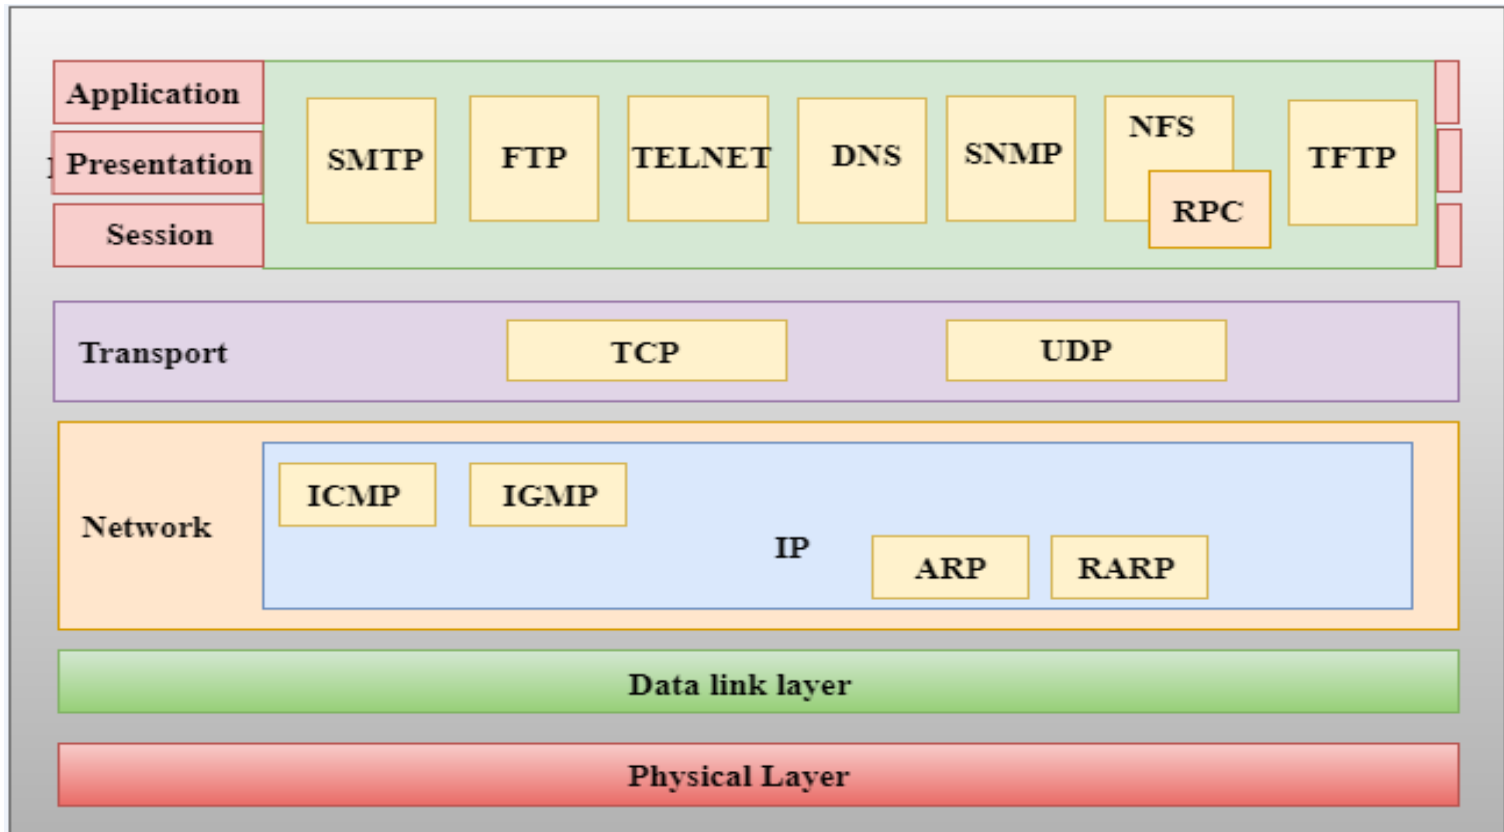 Application
Presentation
Session
SMTP
FTP
TELNET
DNS
SNMP
NFS
RPC
TFTP
Transport
TCP
UDP
Network
ICMP
IGMP
IP
ARP
RARP
Data link layer
Physical Layer